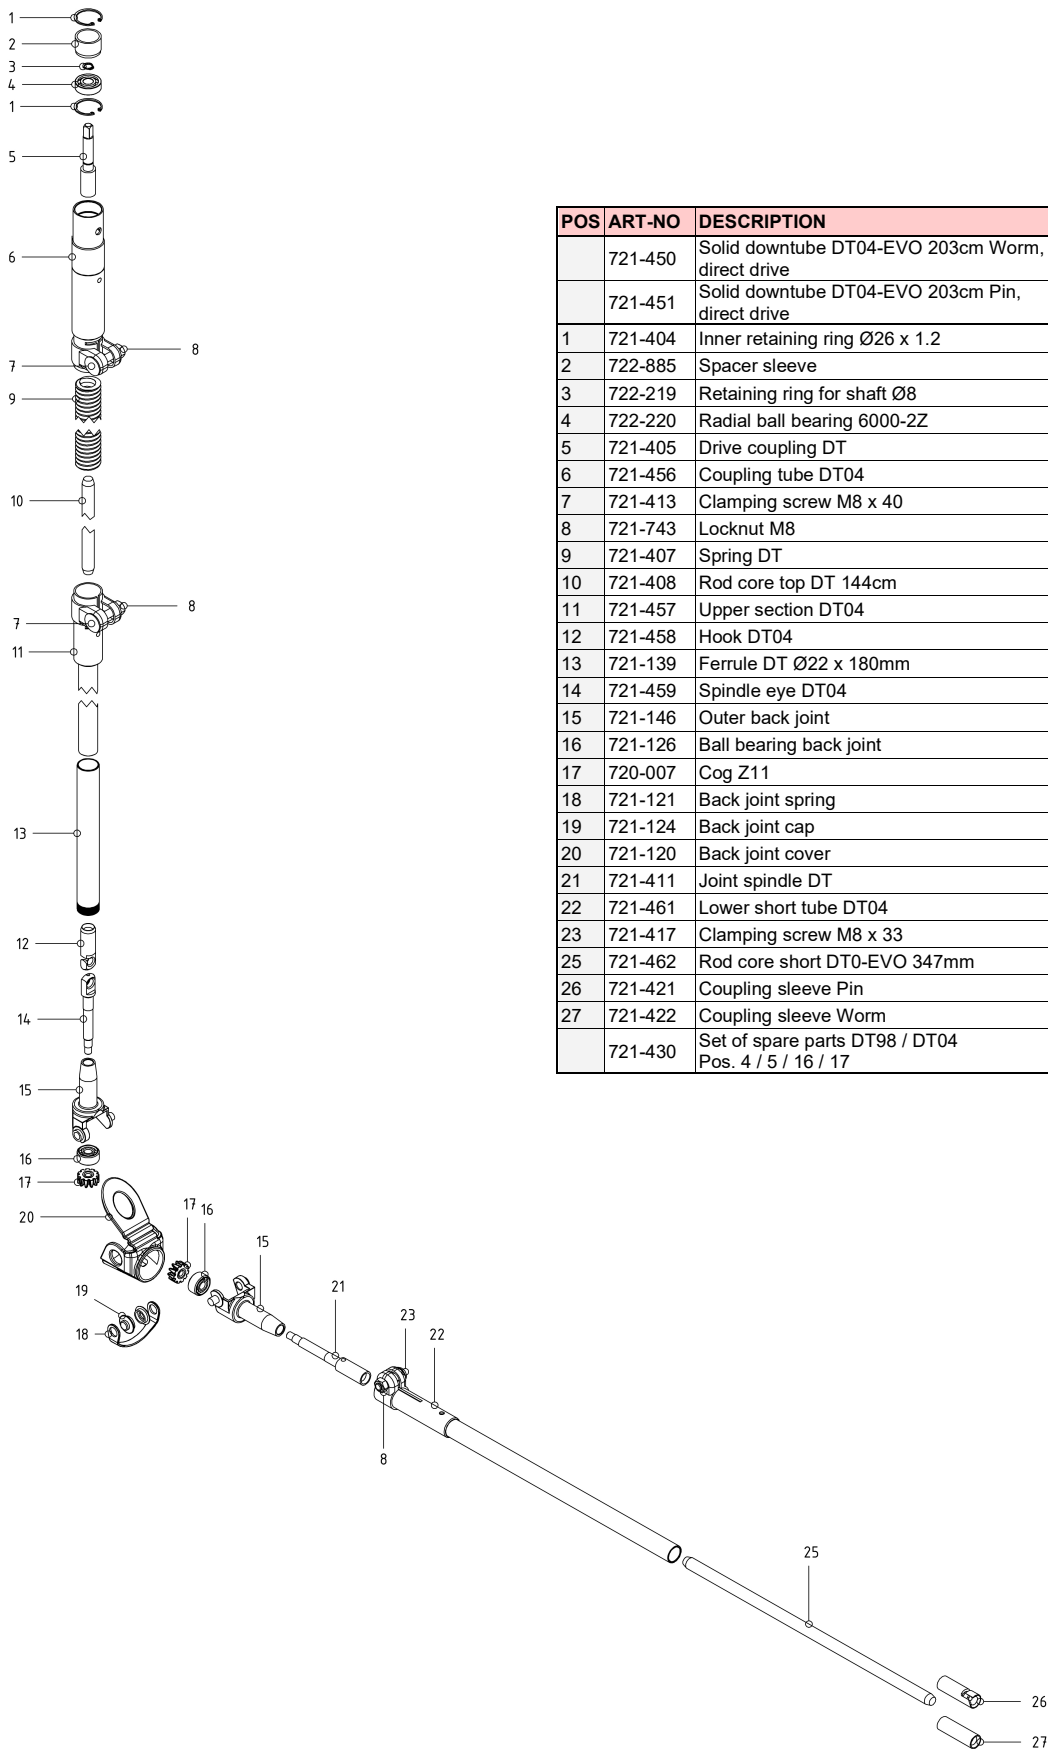 1
2
3
4
1
5
6
8
7
9
10
8
7
11
13
12
14
15
16
17
20
17 16
15
19
21
18
23
22
8
25
26
27
POS ART-NO DESCRIPTION
721-450 Solid downtube DT04-EVO 203cm Worm,
direct drive
721-451 Solid downtube DT04-EVO 203cm Pin,
direct drive
1 721-404 Inner retaining ring Ø26 x 1.2
2 722-885 Spacer sleeve
3 722-219 Retaining ring for shaft Ø8
4 722-220 Radial ball bearing 6000-2Z
5 721-405 Drive coupling DT
6 721-456 Coupling tube DT04
7 721-413 Clamping screw M8 x 40
8 721-743 Locknut M8
9 721-407 Spring DT
10 721-408 Rod core top DT 144cm
11 721-457 Upper section DT04
12 721-458 Hook DT04
13 721-139 Ferrule DT Ø22 x 180mm
14 721-459 Spindle eye DT04
15 721-146 Outer back joint
16 721-126 Ball bearing back joint
17 720-007 Cog Z11
18 721-121 Back joint spring
19 721-124 Back joint cap
20 721-120 Back joint cover
21 721-411 Joint spindle DT
22 721-461 Lower short tube DT04
23 721-417 Clamping screw M8 x 33
25 721-462 Rod core short DT0-EVO 347mm
26 721-421 Coupling sleeve Pin
27 721-422 Coupling sleeve Worm
721-430 Set of spare parts DT98 / DT04
Pos. 4 / 5 / 16 / 17